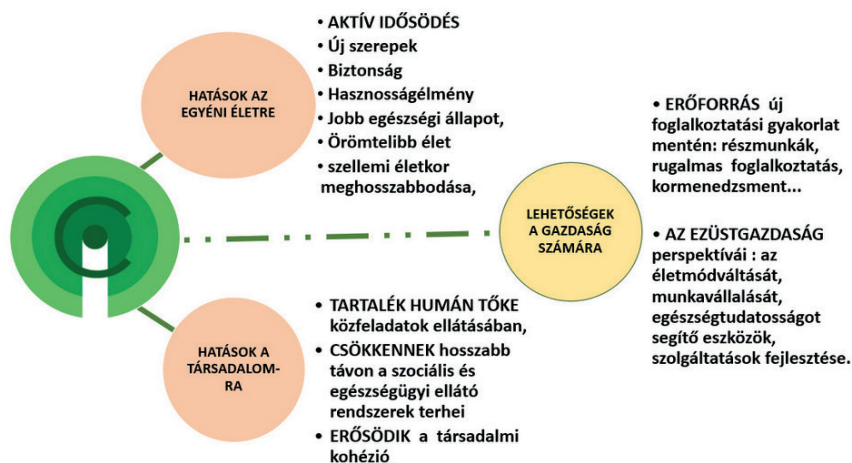 HATÁSOK AZ
EGYÉNI ÉLETRE
• AKTÍV IDŐSÖDÉS
• Új szerepek
• Biztonság
• Hasznosságélmény
• Jobb egészségi állapot,
• Örömtelibb élet
• szellemi életkor
meghosszabbodása,
HATÁSOK A
TÁRSADALOM-
RA
• TARTALÉK HUMÁN TŐKE
közfeladatok ellátásában,
• CSÖKKENNEK hosszabb
távon a szociális és
egészségügyi ellátó
rendszerek terhei
• ERŐSÖDIK a társadalmi
kohézió
LEHETŐSÉGEK
A GAZDASÁG
SZÁMÁRA
• ERŐFORRÁS új
foglalkoztatási gyakorlat
mentén: részmunkák,
rugalmas foglalkoztatás,
kormenedzsment...
• AZ EZÜSTGAZDASÁG
perspektívái : az
életmódváltását,
munkavállalását,
egészségtudatosságot
segítő eszközök,
szolgáltatások fejlesztése.